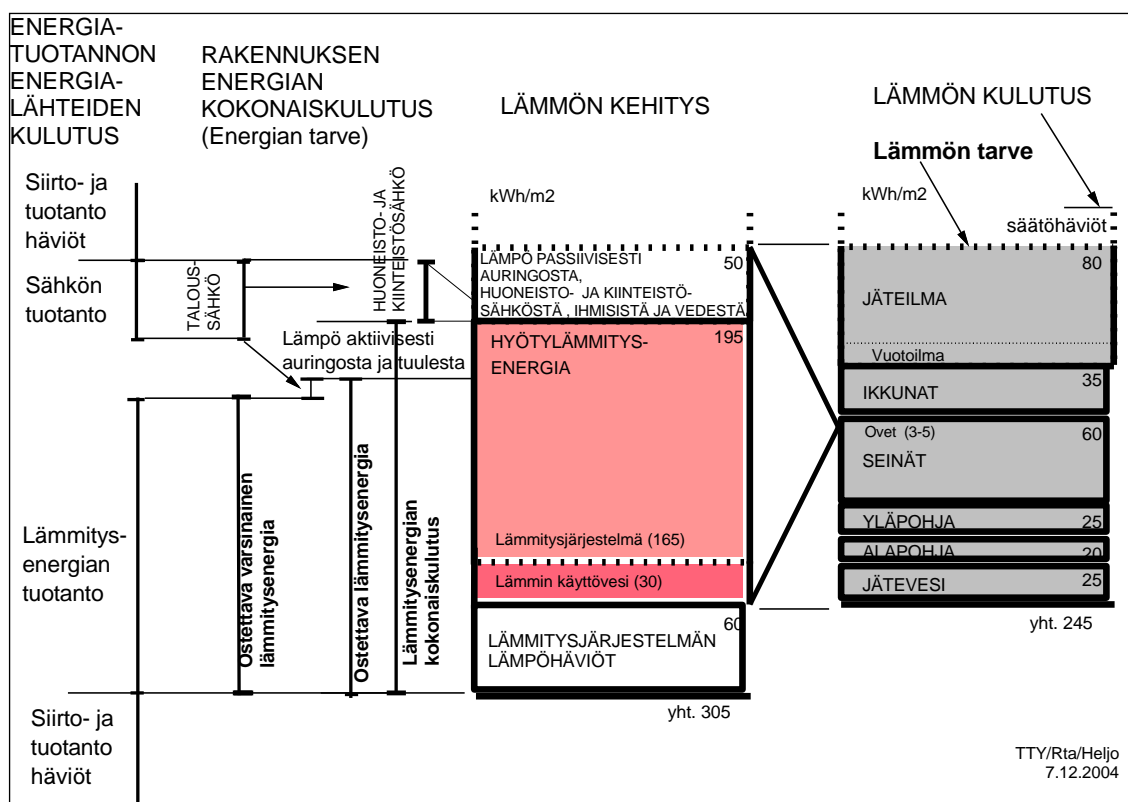 ENERGIA-
TUOTANNON
ENERGIA-
LÄHTEIDEN
KULUTUS
RAKENNUKSEN
ENERGIAN
KOKONAISKULUTUS
(Energian tarve)
LÄMMÖN KEHITYS
LÄMMÖN KULUTUS
Lämmön tarve
kWh/m2
kWh/m2
säätöhäviöt
Siirto- ja
tuotanto
häviöt
Sähkön
tuotanto
TALOUS-
SÄHKÖ
HUONEISTO- JA
KIINTEISTÖSÄHKÖ
Lämpö aktiivisesti
auringosta ja tuulesta
LÄMPÖ PASSIIVISESTI 50
AURINGOSTA,
HUONEISTO- JA KIINTEISTÖ-
SÄHKÖSTÄ , IHMISISTÄ JA VEDESTÄ
HYÖTYLÄMMITYS- 195
ENERGIA
Lämmitysjärjestelmä (165)
Lämmin käyttövesi (30)
60
LÄMMITYSJÄRJESTELMÄN
LÄMPÖHÄVIÖT
yht. 305
80
JÄTEILMA
Vuotoilma
IKKUNAT 35
Ovet (3-5) 60
SEINÄT
YLÄPOHJA 25
ALAPOHJA 20
JÄTEVESI 25
yht. 245
Lämmitys-
energian
tuotanto
Ostettava varsinainen
lämmitysenergia
Ostettava lämmitysenergia
Lämmitysenergian
kokonaiskulutus
Siirto- ja
tuotanto
häviöt
TTY/Rta/Heljo
7.12.2004